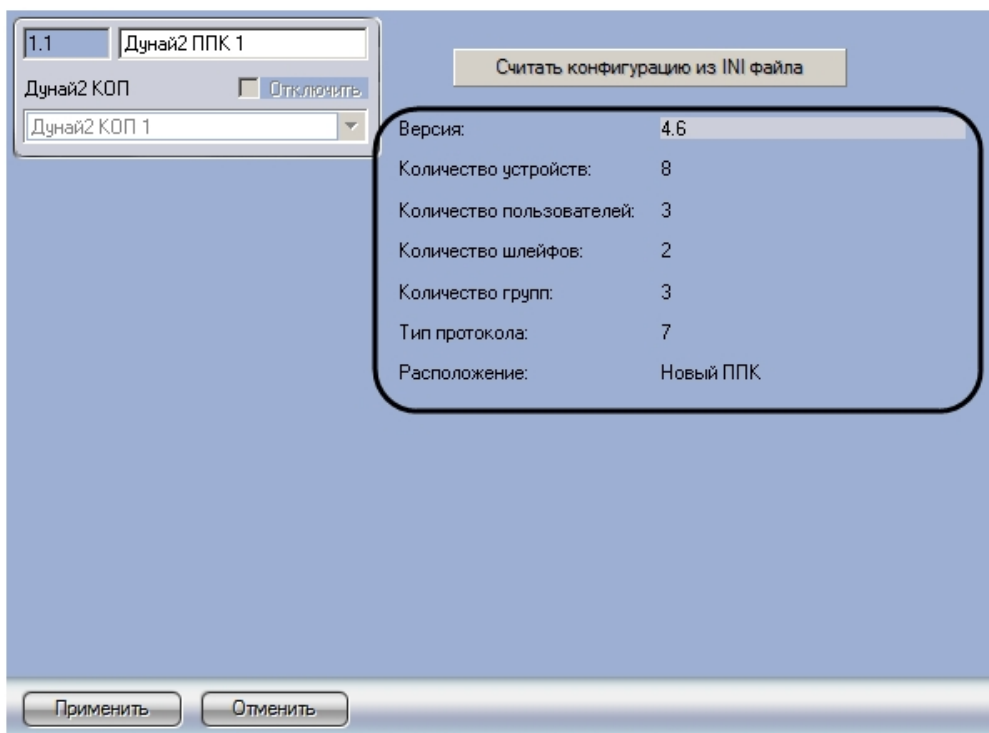 1.1 Дунай2 ППК 1
Дунай2 КОП Отключить
Дунай2 КОП 1
Считать конфигурацию из INI файла
Версия: 4.6
Количество устройств: 8
Количество пользователей: 3
Количество шлейфов: 2
Количество групп: 3
Тип протокола: 7
Расположение: Новый ППК
Применить Отменить